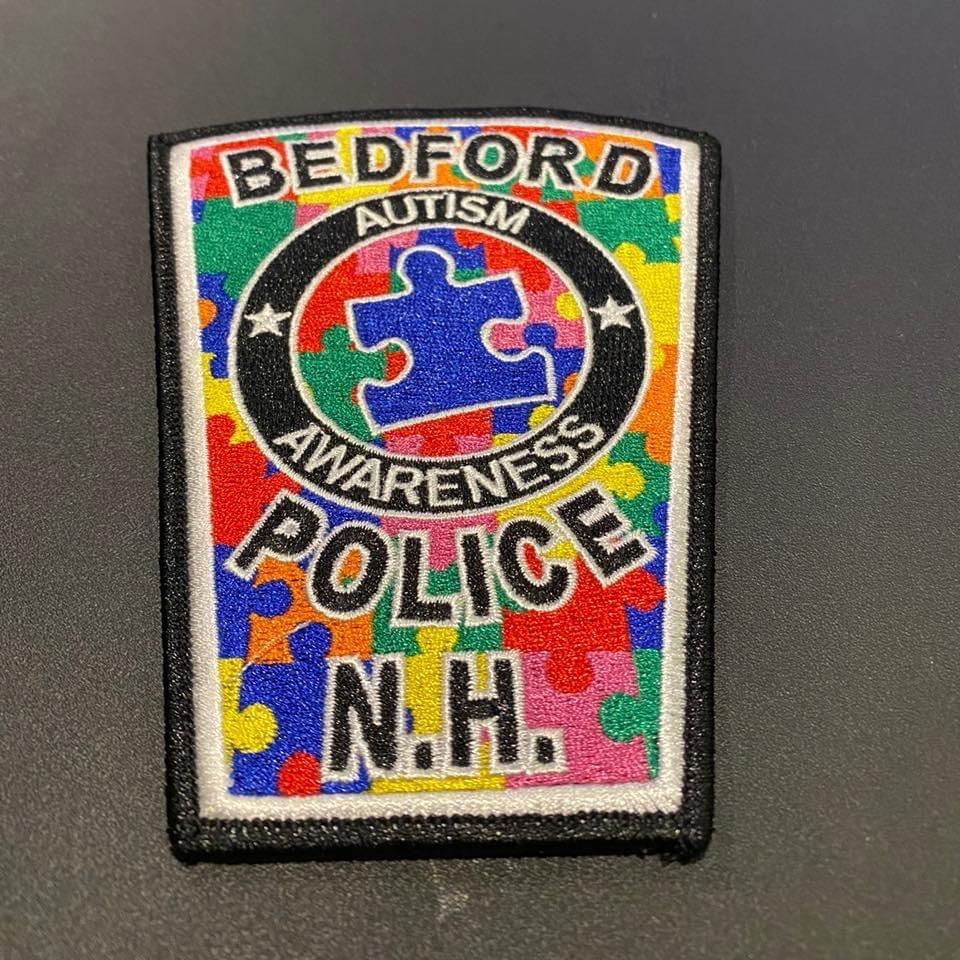 BEDFORD
AUTISM
AWARENESS
POLICE
N.H.